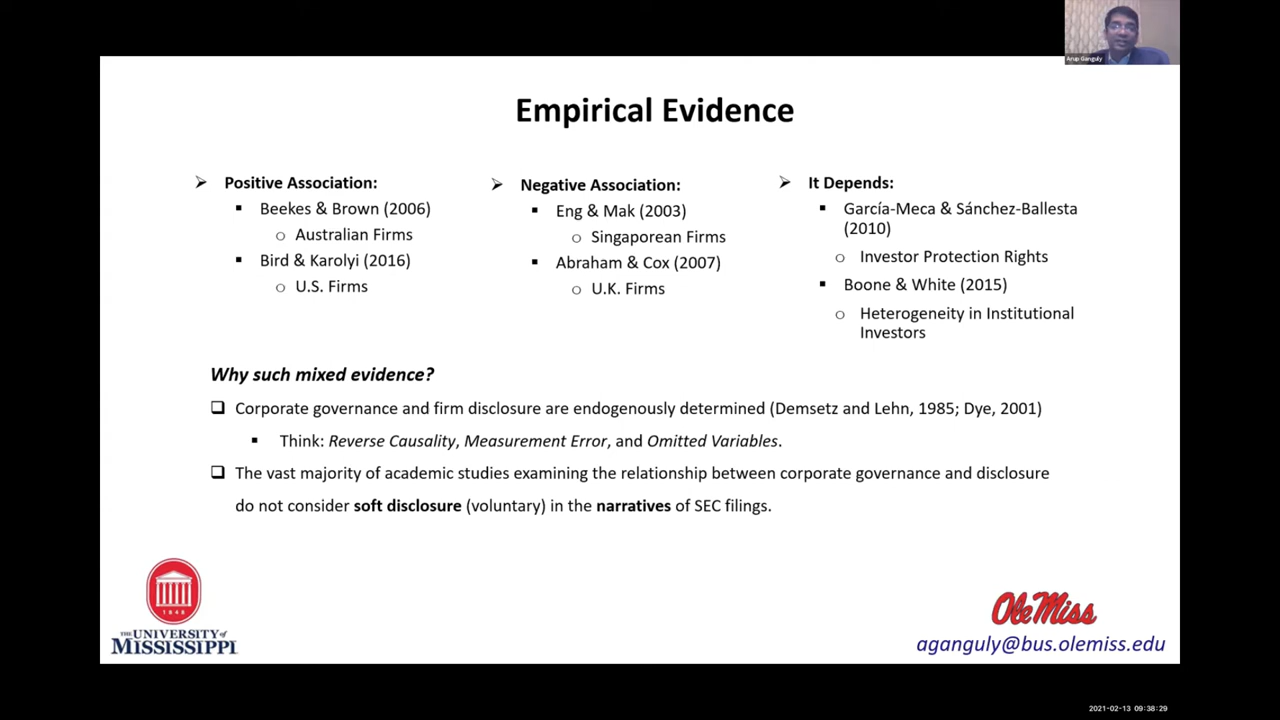 Arup Ganguly
Empirical Evidence
➢ Positive Association:
▪ Beekes & Brown (2006)
○ Australian Firms
▪ Bird & Karolyi (2016)
○ U.S. Firms
➢ Negative Association:
▪ Eng & Mak (2003)
○ Singaporean Firms
▪ Abraham & Cox (2007)
○ U.K. Firms
➢ It Depends:
▪ García-Meca & Sánchez-Ballesta
(2010)
○ Investor Protection Rights
▪ Boone & White (2015)
○ Heterogeneity in Institutional
Investors
Why such mixed evidence?
❑ Corporate governance and firm disclosure are endogenously determined (Demsetz and Lehn, 1985; Dye, 2001)
▪ Think: Reverse Causality, Measurement Error, and Omitted Variables.
❑ The vast majority of academic studies examining the relationship between corporate governance and disclosure
do not consider soft disclosure (voluntary) in the narratives of SEC filings.
1848
THE UNIVERSITY of
MISSISSIPPI
Ole Miss
aganguly@bus.olemiss.edu
2021-02-13 09:38:29